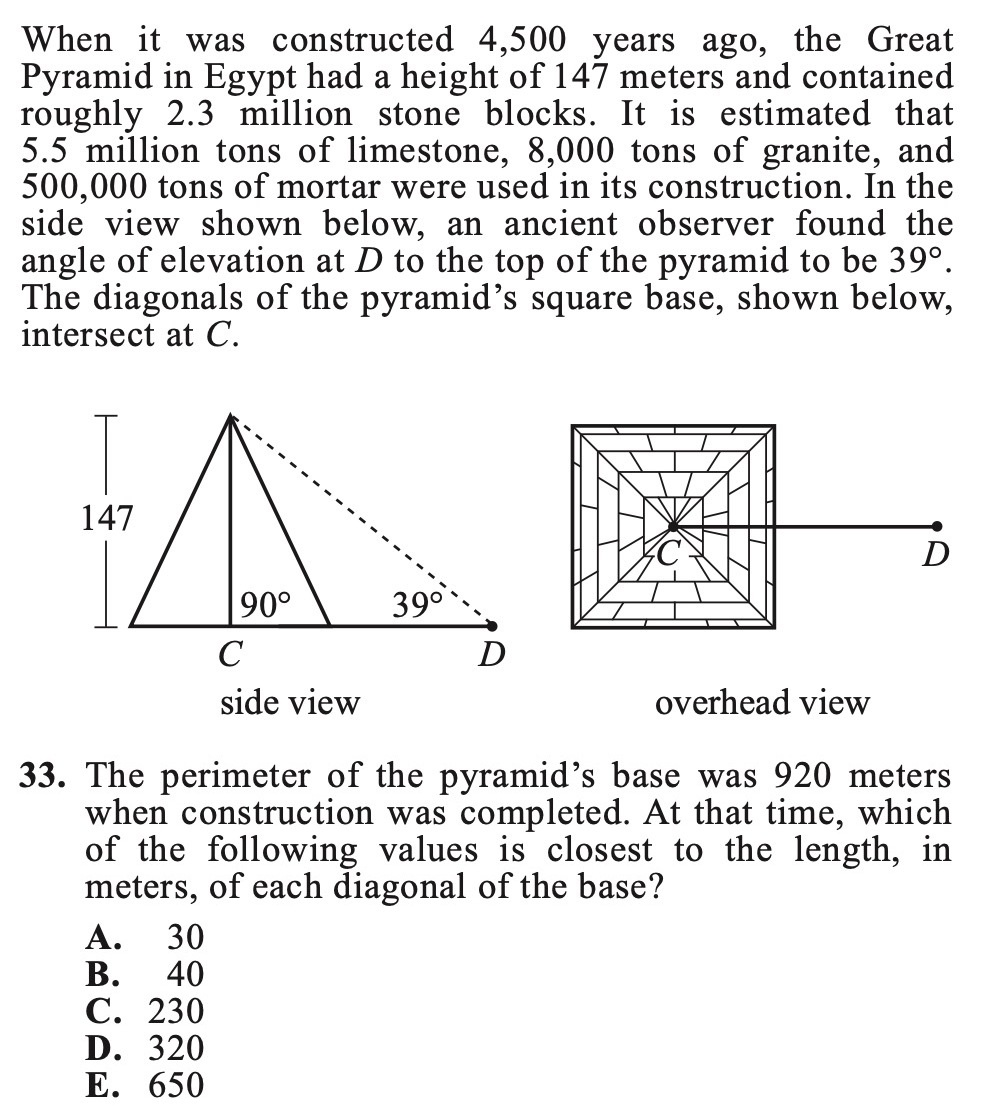 When it was constructed 4,500 years ago, the Great
Pyramid in Egypt had a height of 147 meters and contained
roughly 2.3 million stone blocks. It is estimated that
5.5 million tons of limestone, 8,000 tons of granite, and
500,000 tons of mortar were used in its construction. In the
side view shown below, an ancient observer found the
angle of elevation at D to the top of the pyramid to be 39°.
The diagonals of the pyramid’s square base, shown below,
intersect at C.
147
90°
39°
C
D
side view
C
D
overhead view
33. The perimeter of the pyramid’s base was 920 meters
when construction was completed. At that time, which
of the following values is closest to the length, in
meters, of each diagonal of the base?
A. 30
B. 40
C. 230
D. 320
E. 650